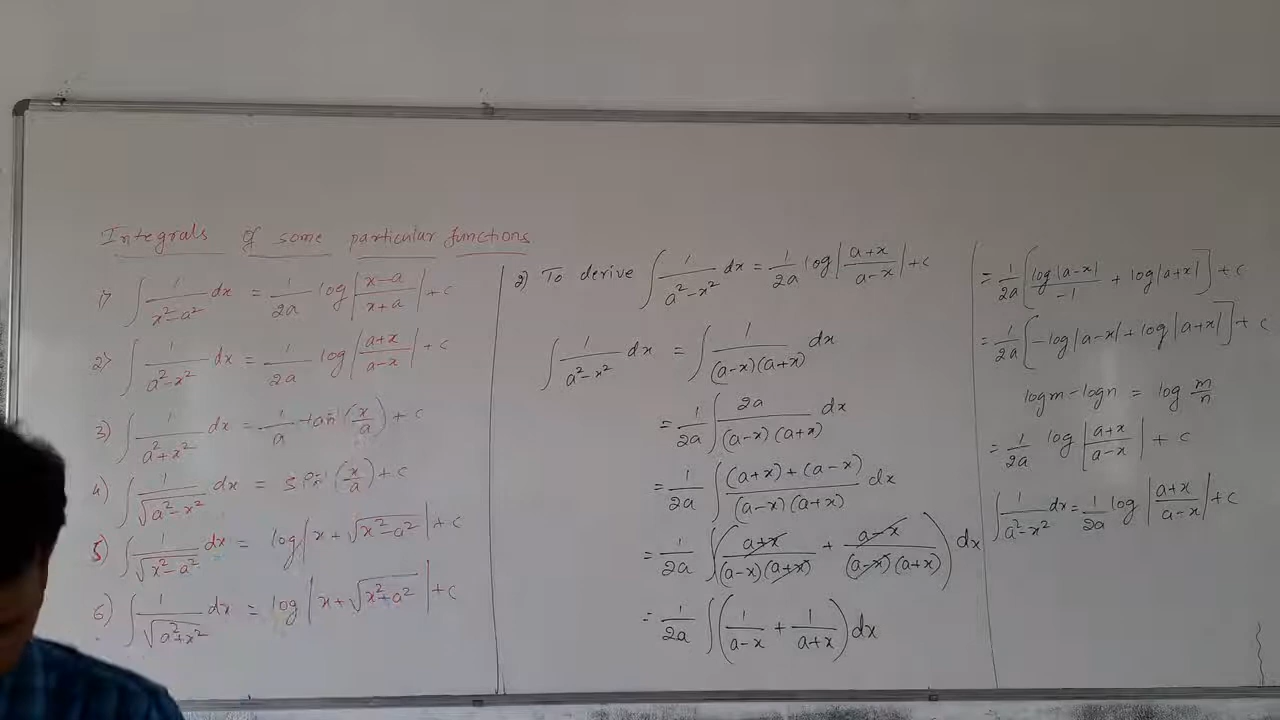 Integrals of some particular functions
1) ∫ 1/(x²-a²) dx = 1/2a log|(x-a)/(x+a)| + c
2) ∫ 1/(a²-x²) dx = 1/2a log|(a+x)/(a-x)| + c
3) ∫ 1/(a²+x²) dx = 1/a tan⁻¹(x/a) + c
4) ∫ 1/√(a²-x²) dx = sin⁻¹(x/a) + c
5) ∫ 1/√(x²-a²) dx = log|x+√(x²-a²)| + c
6) ∫ 1/√(a²+x²) dx = log|x+√(x²+a²)| + c
2) To derive ∫ 1/(a²-x²) dx = 1/2a log|(a+x)/(a-x)| + c
∫ 1/(a²-x²) dx = ∫ 1/((a-x)(a+x)) dx
= 1/2a ∫ 2a/((a-x)(a+x)) dx
= 1/2a ∫ ((a+x)+(a-x))/((a-x)(a+x)) dx
= 1/2a ∫ ((a+x)/((a-x)(a+x)) + (a-x)/((a-x)(a+x))) dx
= 1/2a ∫ (1/(a-x) + 1/(a+x)) dx
= 1/2a [log|a-x|/-1 + log|a+x|] + c
= 1/2a [-log|a-x| + log|a+x|] + c
logm - logn = log m/n
= 1/2a log|(a+x)/(a-x)| + c
∫ 1/(a²-x²) dx = 1/2a log|(a+x)/(a-x)| + c